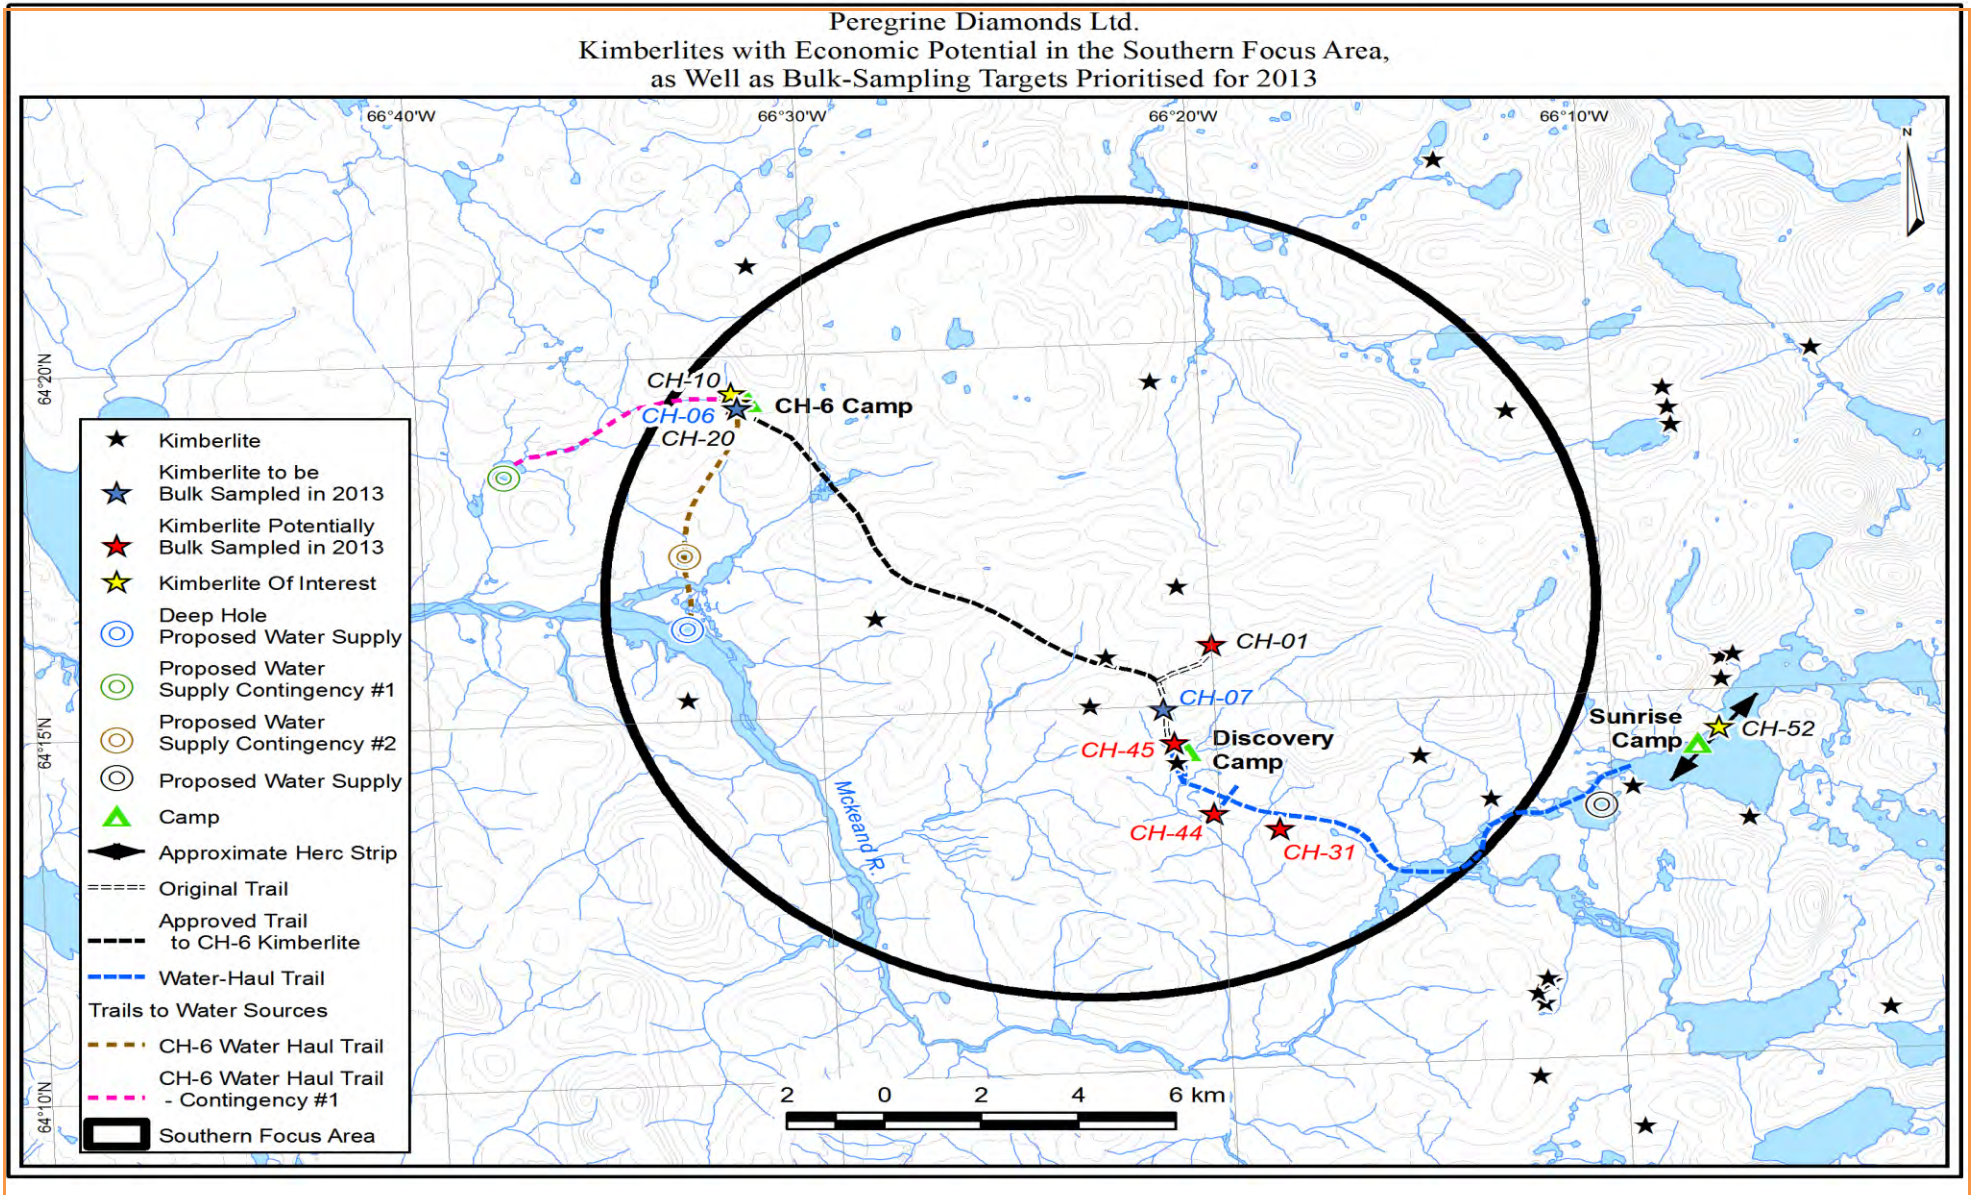 Peregrine Diamonds Ltd.
Kimberlites with Economic Potential in the Southern Focus Area,
as Well as Bulk-Sampling Targets Prioritised for 2013
66°40'W
66°30'W
66°20'W
66°10'W
N
64°20'N
64°15'N
64°10'N
CH-10
CH-06
CH-20
CH-6 Camp
CH-01
CH-07
CH-45
Discovery
Camp
CH-44
CH-31
Sunrise
Camp
CH-52
Mckeand R.
Kimberlite
Kimberlite to be
Bulk Sampled in 2013
Kimberlite Potentially
Bulk Sampled in 2013
Kimberlite Of Interest
Deep Hole
Proposed Water Supply
Proposed Water
Supply Contingency #1
Proposed Water
Supply Contingency #2
Proposed Water Supply
Camp
Approximate Herc Strip
Original Trail
Approved Trail
to CH-6 Kimberlite
Water-Haul Trail
Trails to Water Sources
CH-6 Water Haul Trail
CH-6 Water Haul Trail
- Contingency #1
Southern Focus Area
2 0 2 4 6 km